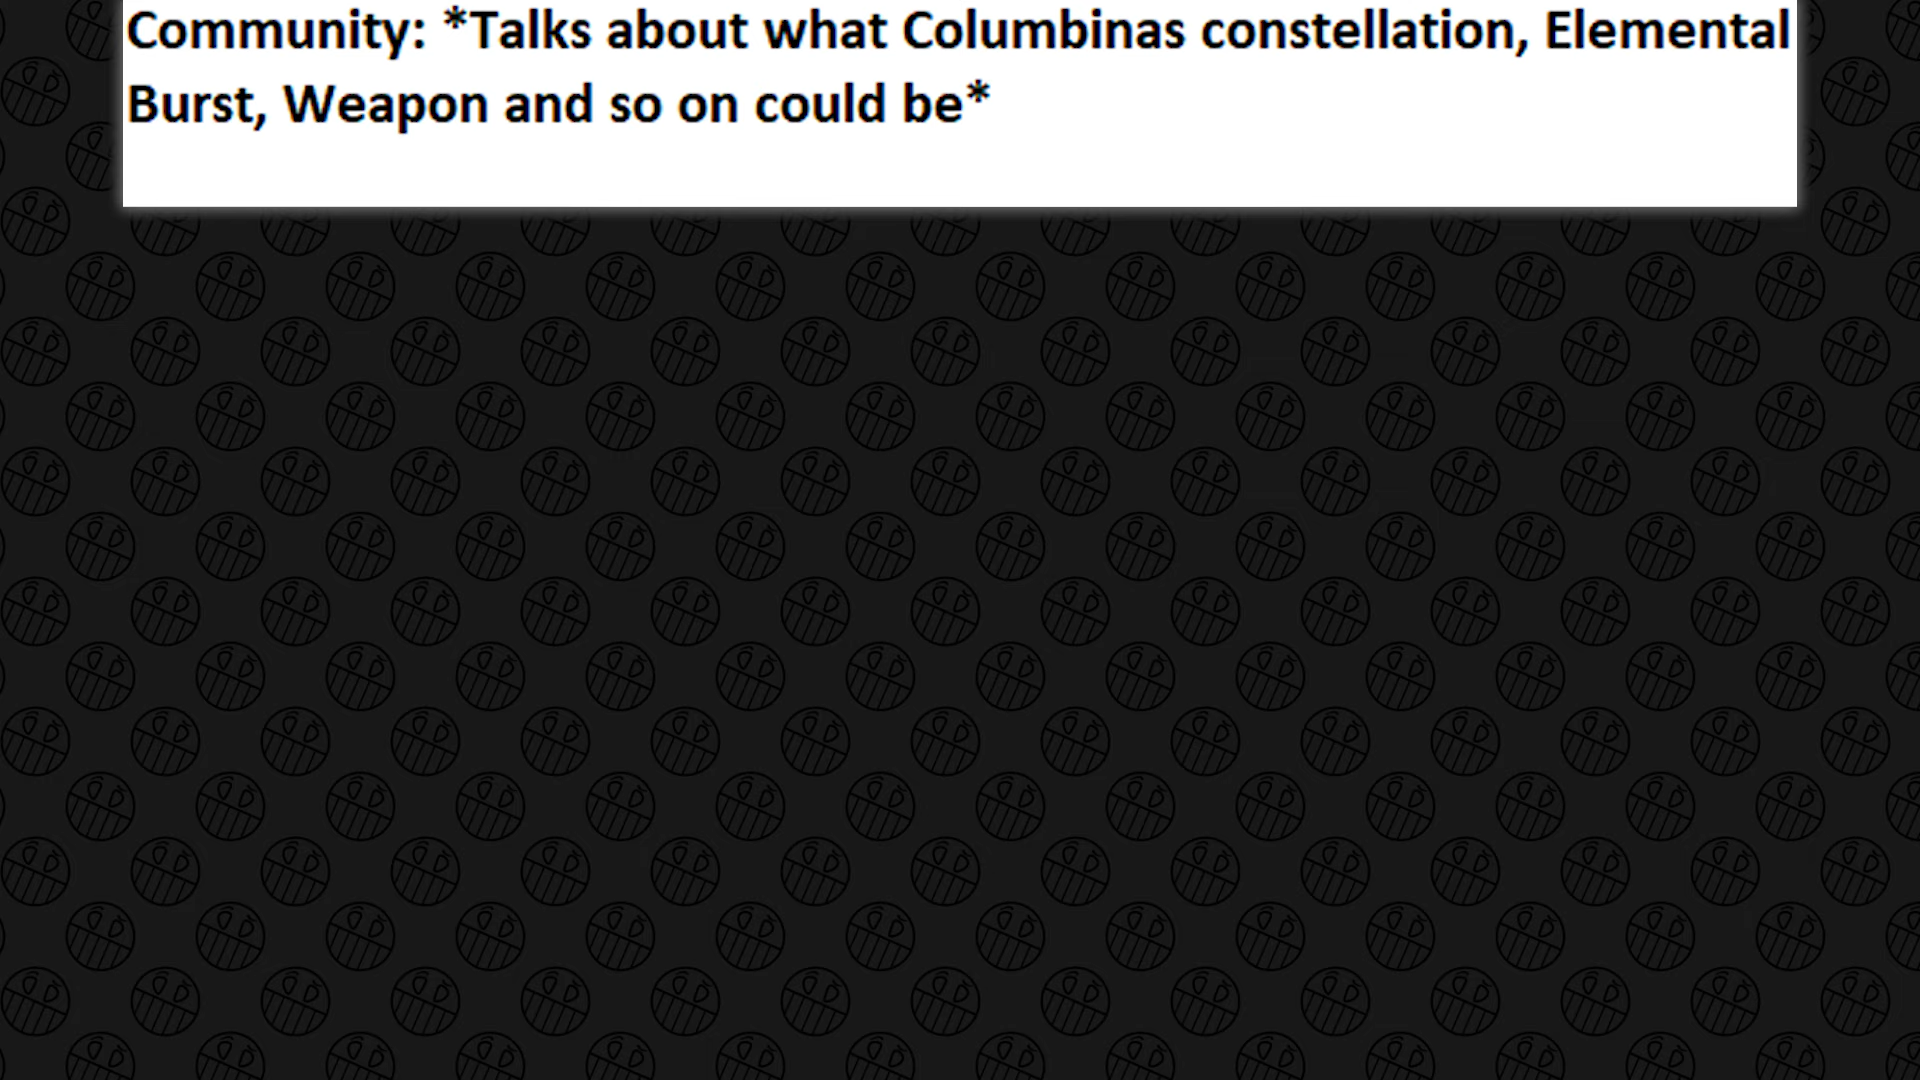 Community: *Talks about what Columbinas constellation, Elemental
Burst, Weapon and so on could be*